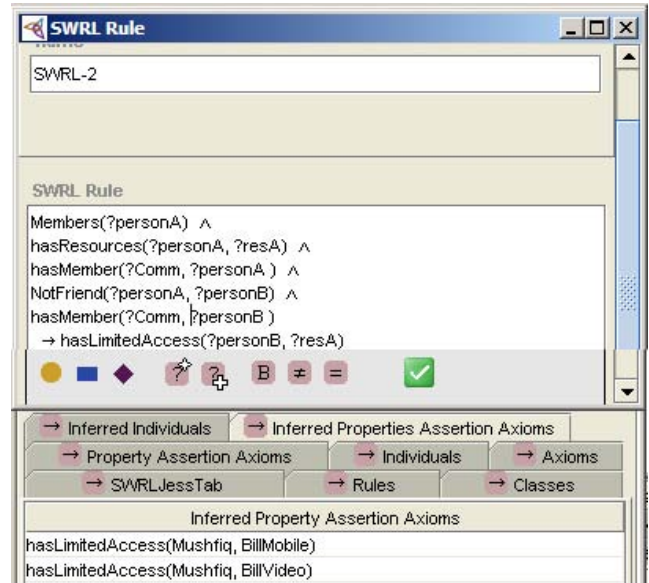 SWRL Rule
SWRL-2
SWRL Rule
Members(?personA) ∧
hasResources(?personA, ?resA) ∧
hasMember(?Comm, ?personA ) ∧
NotFriend(?personA, ?personB) ∧
hasMember(?Comm, ?personB )
→ hasLimitedAccess(?personB, ?resA)
? ? B ≠ =
→ Inferred Individuals → Inferred Properties Assertion Axioms
→ Property Assertion Axioms → Individuals → Axioms
→ SWRLJessTab → Rules → Classes
Inferred Property Assertion Axioms
hasLimitedAccess(Mushfiq, BillMobile)
hasLimitedAccess(Mushfiq, BillVideo)